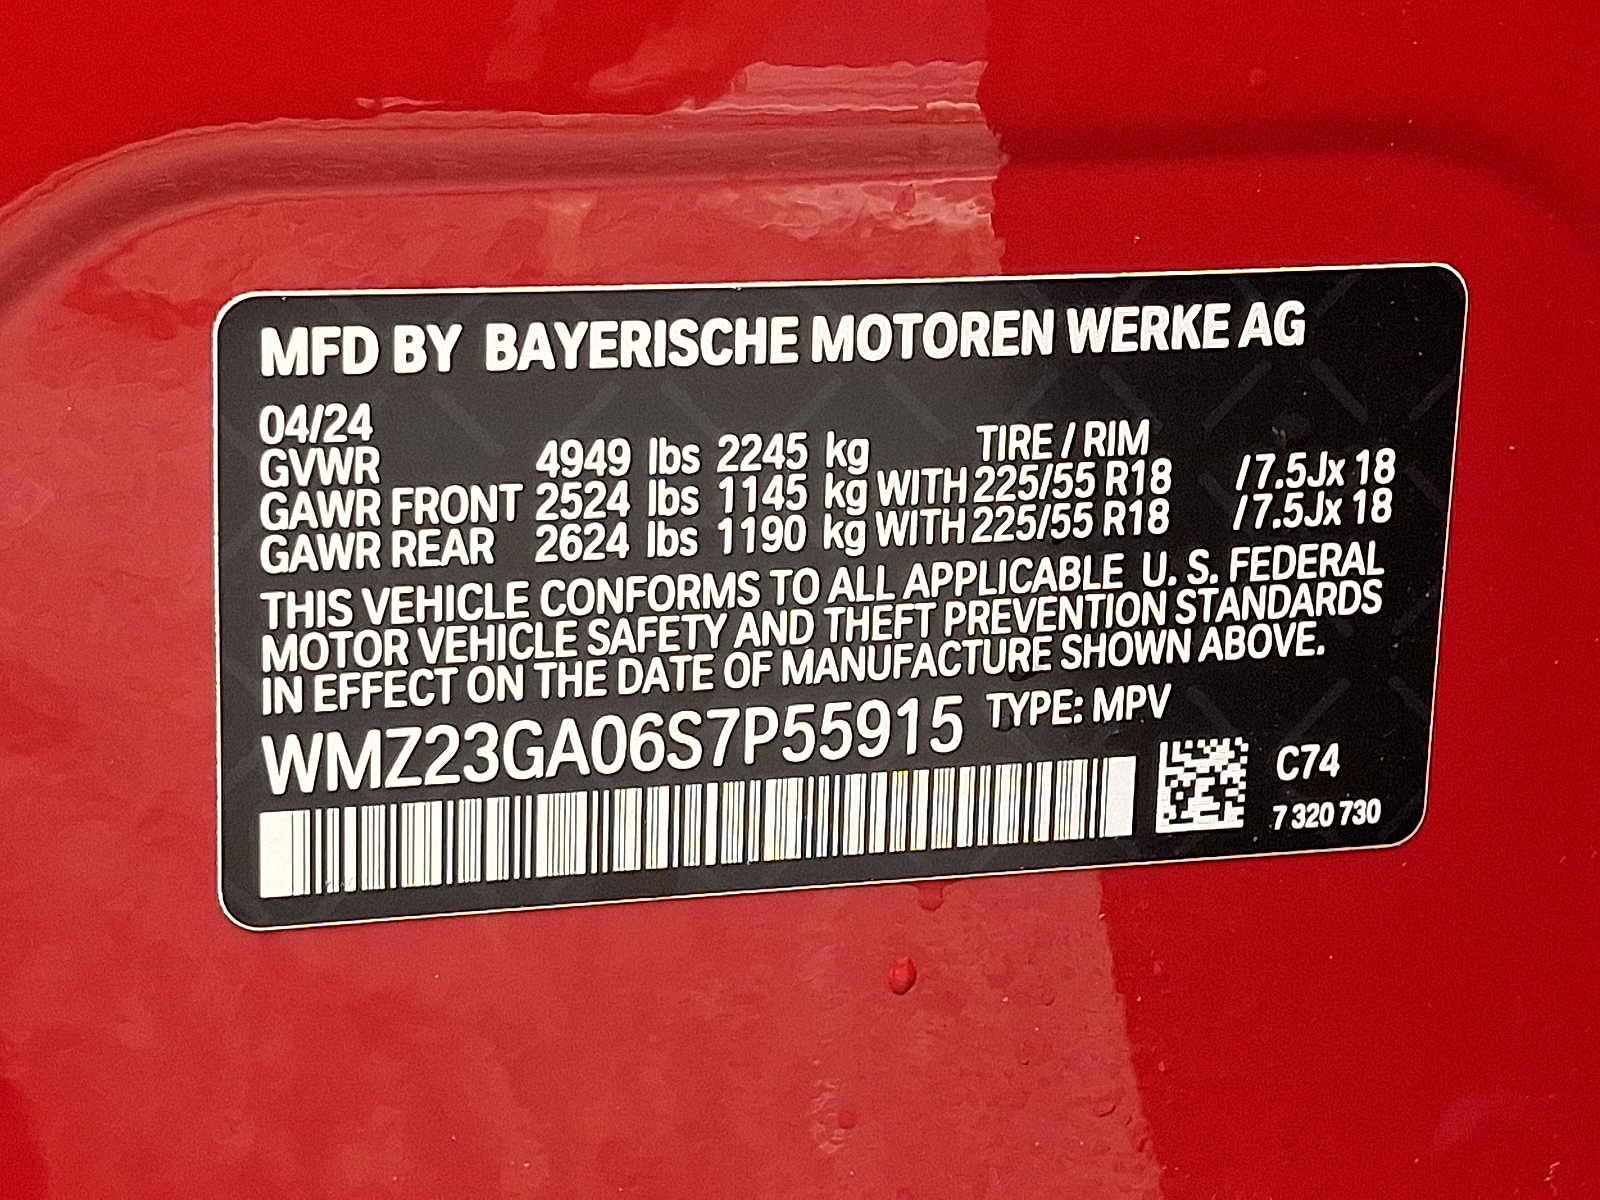 MFD BY BAYERISCHE MOTOREN WERKE AG
04/24
GVWR 4949 lbs 2245 kg TIRE / RIM
GAWR FRONT 2524 lbs 1145 kg WITH 225/55 R18 /7.5Jx 18
GAWR REAR 2624 lbs 1190 kg WITH 225/55 R18 /7.5Jx 18
THIS VEHICLE CONFORMS TO ALL APPLICABLE U. S. FEDERAL
MOTOR VEHICLE SAFETY AND THEFT PREVENTION STANDARDS
IN EFFECT ON THE DATE OF MANUFACTURE SHOWN ABOVE.
WMZ23GA06S7P55915 TYPE: MPV
C74
7 320 730